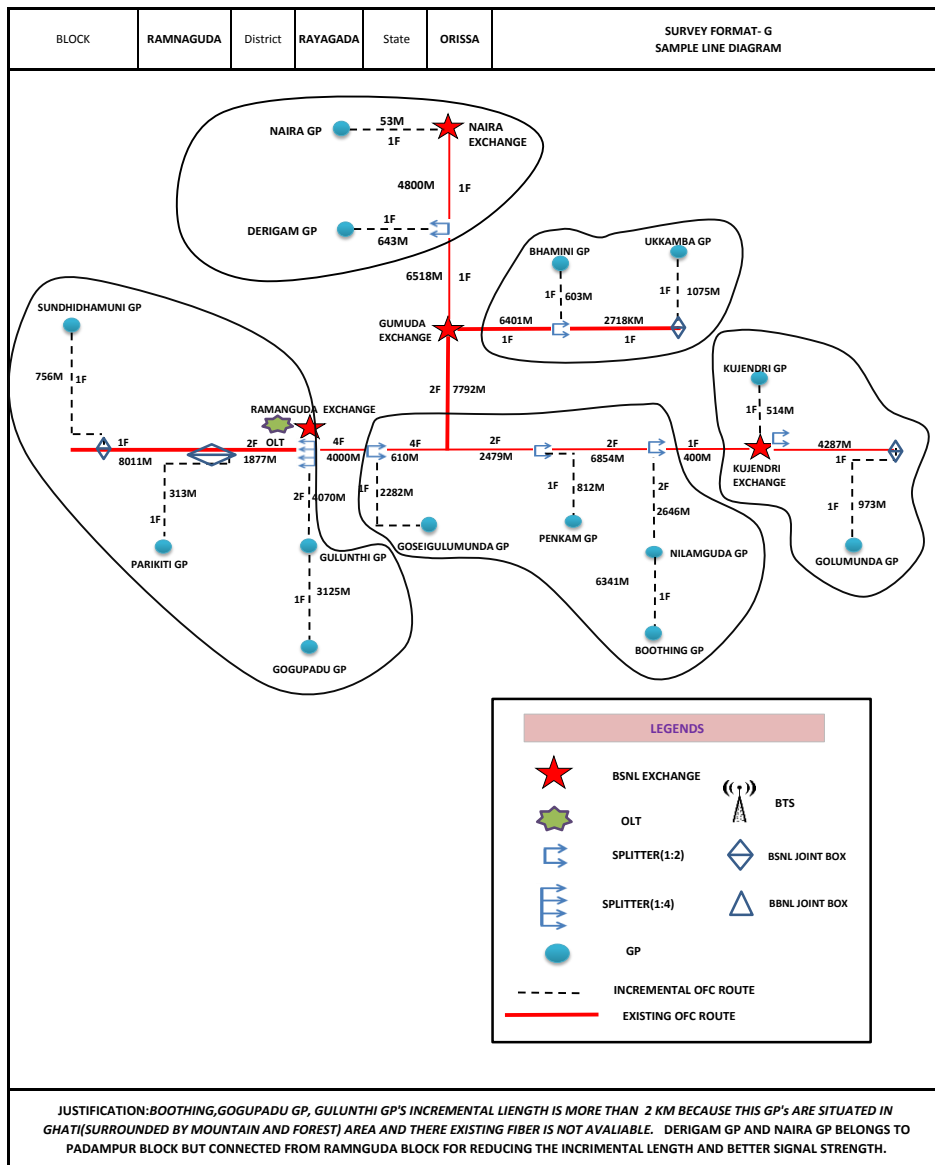 BLOCK RAMNAGUDA District RAYAGADA State ORISSA SURVEY FORMAT- G
SAMPLE LINE DIAGRAM
53M
NAIRA GP
NAIRA
EXCHANGE
1F
4800M 1F
1F
DERIGAM GP
643M
6518M 1F
BHAMINI GP
UKKAMBA GP
1F 603M
1F 1075M
SUNDHIDHAMUNI GP
GUMUDA
EXCHANGE
6401M 2718KM
1F 1F
756M 1F
2F 7792M
KUJENDRI GP
1F 514M
RAMANGUDA EXCHANGE
OLT
1F 2F 4F 4F 2F 2F 1F 4287M
8011M 1877M 4000M 610M 2479M 6854M 400M 1F
KUJENDRI
EXCHANGE
313M
1F
2F 4070M
1F 2282M
1F 812M
2F
2646M
1F 973M
PARIKITI GP
GULUNTHI GP
GOSEIGULUMUNDA GP
PENKAM GP
NILAMGUDA GP
GOLUMUNDA GP
1F 3125M
6341M 1F
GOGUPADU GP
BOOTHING GP
LEGENDS
BSNL EXCHANGE
BTS
OLT
SPLITTER(1:2)
BSNL JOINT BOX
SPLITTER(1:4)
BBNL JOINT BOX
GP
INCREMENTAL OFC ROUTE
EXISTING OFC ROUTE
JUSTIFICATION:BOOTHING,GOGUPADU GP, GULUNTHI GP'S INCREMENTAL LIENGTH IS MORE THAN 2 KM BECAUSE THIS GP's ARE SITUATED IN
GHATI(SURROUNDED BY MOUNTAIN AND FOREST) AREA AND THERE EXISTING FIBER IS NOT AVALIABLE. DERIGAM GP AND NAIRA GP BELONGS TO
PADAMPUR BLOCK BUT CONNECTED FROM RAMNGUDA BLOCK FOR REDUCING THE INCRIMENTAL LENGTH AND BETTER SIGNAL STRENGTH.